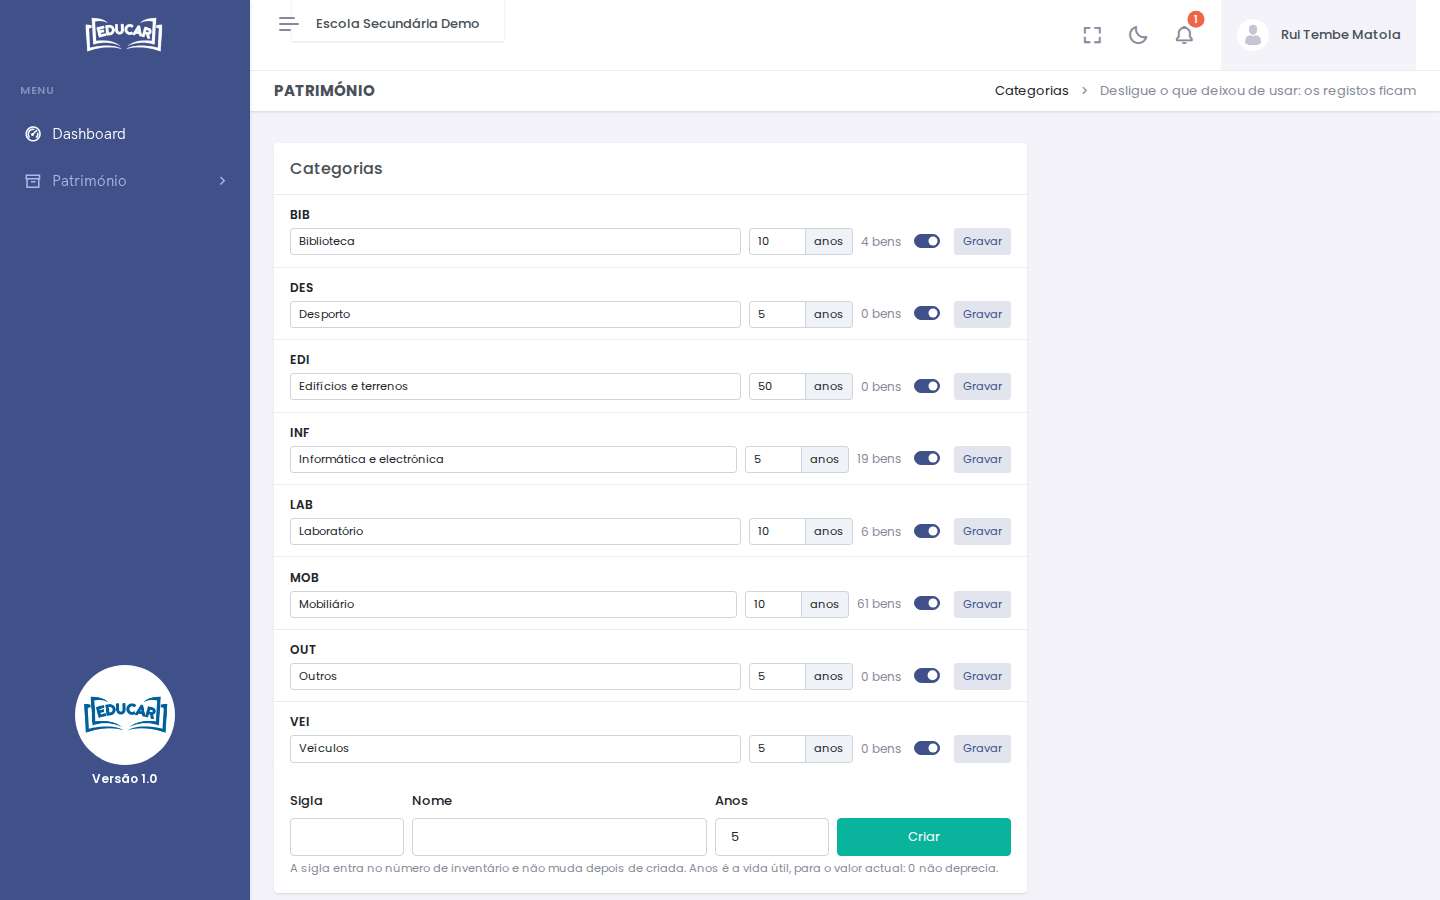 EDUCAR
Escola Secundária Demo
1
Rui Tembe Matola
MENU
Dashboard
Património
PATRIMÓNIO
Categorias
Desligue o que deixou de usar: os registos ficam
Categorias
BIB
Biblioteca 10 anos 4 bens Gravar
DES
Desporto 5 anos 0 bens Gravar
EDI
Edifícios e terrenos 50 anos 0 bens Gravar
INF
Informática e electrónica 5 anos 19 bens Gravar
LAB
Laboratório 10 anos 6 bens Gravar
MOB
Mobiliário 10 anos 61 bens Gravar
OUT
Outros 5 anos 0 bens Gravar
VEI
Veículos 5 anos 0 bens Gravar
Sigla Nome Anos
5 Criar
A sigla entra no número de inventário e não muda depois de criada. Anos é a vida útil, para o valor actual: 0 não deprecia.
EDUCAR
Versão 1.0